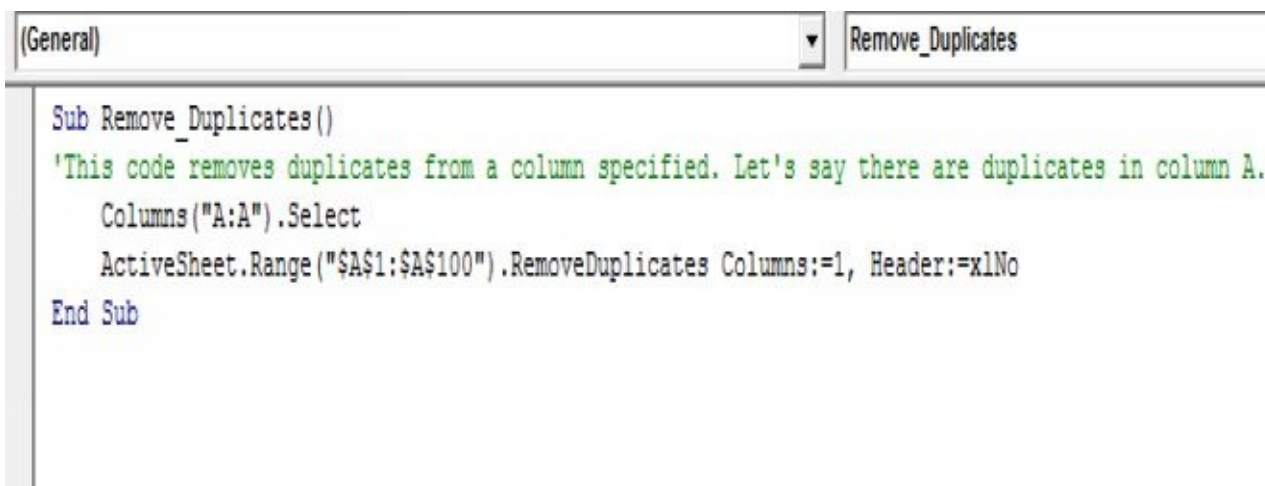 (General) Remove_Duplicates
Sub Remove_Duplicates()
'This code removes duplicates from a column specified. Let's say there are duplicates in column A.
Columns("A:A").Select
ActiveSheet.Range("$A$1:$A$100").RemoveDuplicates Columns:=1, Header:=xlNo
End Sub